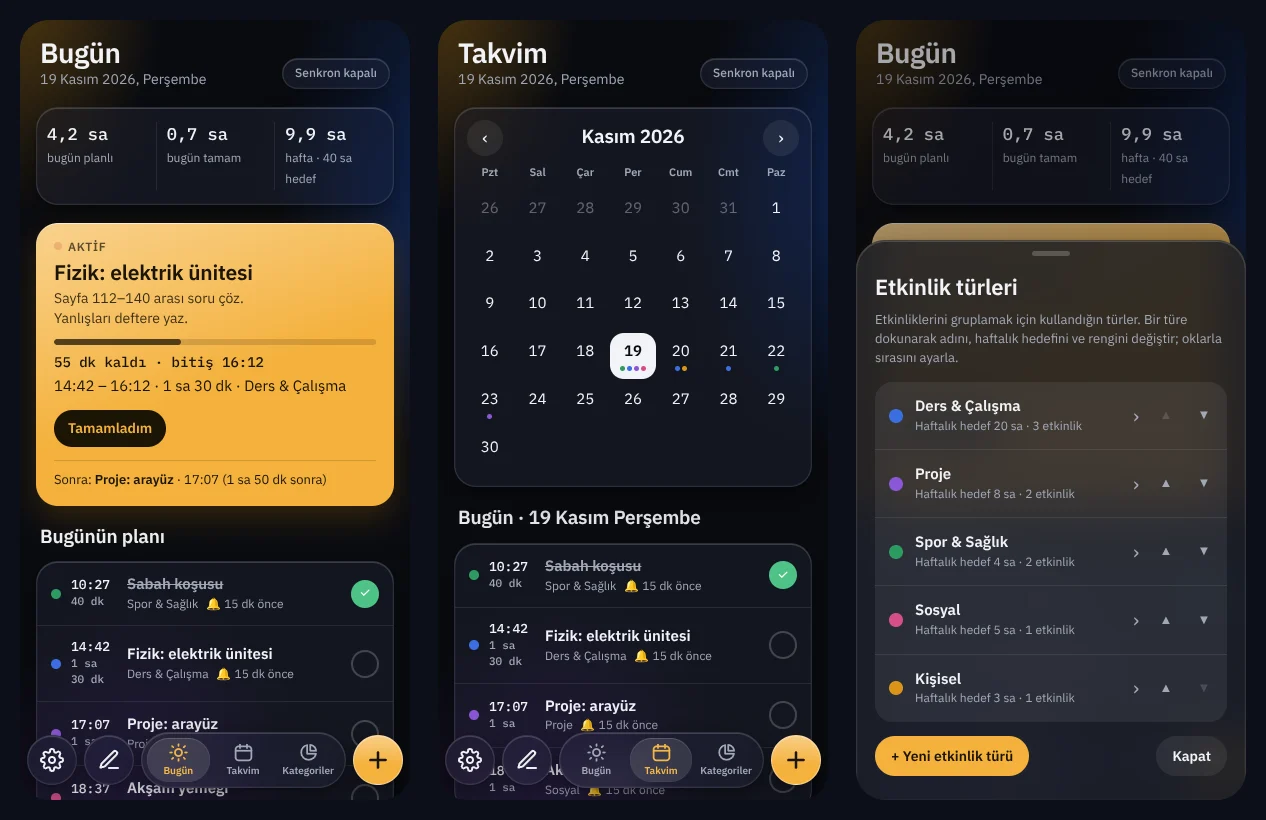 Bugün
19 Kasım 2026, Perşembe
Senkron kapalı
4,2 sa
bugün planlı
0,7 sa
bugün tamam
9,9 sa
hafta · 40 sa
hedef
AKTİF
Fizik: elektrik ünitesi
Sayfa 112–140 arası soru çöz.
Yanlışları deftere yaz.
55 dk kaldı · bitiş 16:12
14:42 – 16:12 · 1 sa 30 dk · Ders & Çalışma
Tamamladım
Sonra: Proje: arayüz · 17:07 (1 sa 50 dk sonra)
Bugünün planı
10:27
40 dk
Sabah koşusu
Spor & Sağlık 🔔 15 dk önce
14:42
1 sa
30 dk
Fizik: elektrik ünitesi
Ders & Çalışma 🔔 15 dk önce
17:07
1 sa
Proje: arayüz
Bugün
Takvim
Kategoriler
18:37
Akşam yemeği
Takvim
19 Kasım 2026, Perşembe
Senkron kapalı
‹
Kasım 2026
›
Pzt Sal Çar Per Cum Cmt Paz
26 27 28 29 30 31 1
2 3 4 5 6 7 8
9 10 11 12 13 14 15
16 17 18 19 20 21 22
23 24 25 26 27 28 29
30
Bugün · 19 Kasım Perşembe
10:27
40 dk
Sabah koşusu
Spor & Sağlık 🔔 15 dk önce
14:42
1 sa
30 dk
Fizik: elektrik ünitesi
Ders & Çalışma 🔔 15 dk önce
17:07
1 sa
Proje: arayüz
Proje 🔔 15 dk önce
1 sa
Sosyal 🔔 15 dk önce
Bugün
Takvim
Kategoriler
Bugün
19 Kasım 2026, Perşembe
Senkron kapalı
4,2 sa
bugün planlı
0,7 sa
bugün tamam
9,9 sa
hafta · 40 sa
hedef
Etkinlik türleri
Etkinliklerini gruplamak için kullandığın türler. Bir türe
dokunarak adını, haftalık hedefini ve rengini değiştir; oklarla
sırasını ayarla.
Ders & Çalışma
Haftalık hedef 20 sa · 3 etkinlik
› ▲ ▼
Proje
Haftalık hedef 8 sa · 2 etkinlik
› ▲ ▼
Spor & Sağlık
Haftalık hedef 4 sa · 2 etkinlik
› ▲ ▼
Sosyal
Haftalık hedef 5 sa · 1 etkinlik
› ▲ ▼
Kişisel
Haftalık hedef 3 sa · 1 etkinlik
› ▲ ▼
+ Yeni etkinlik türü
Kapat